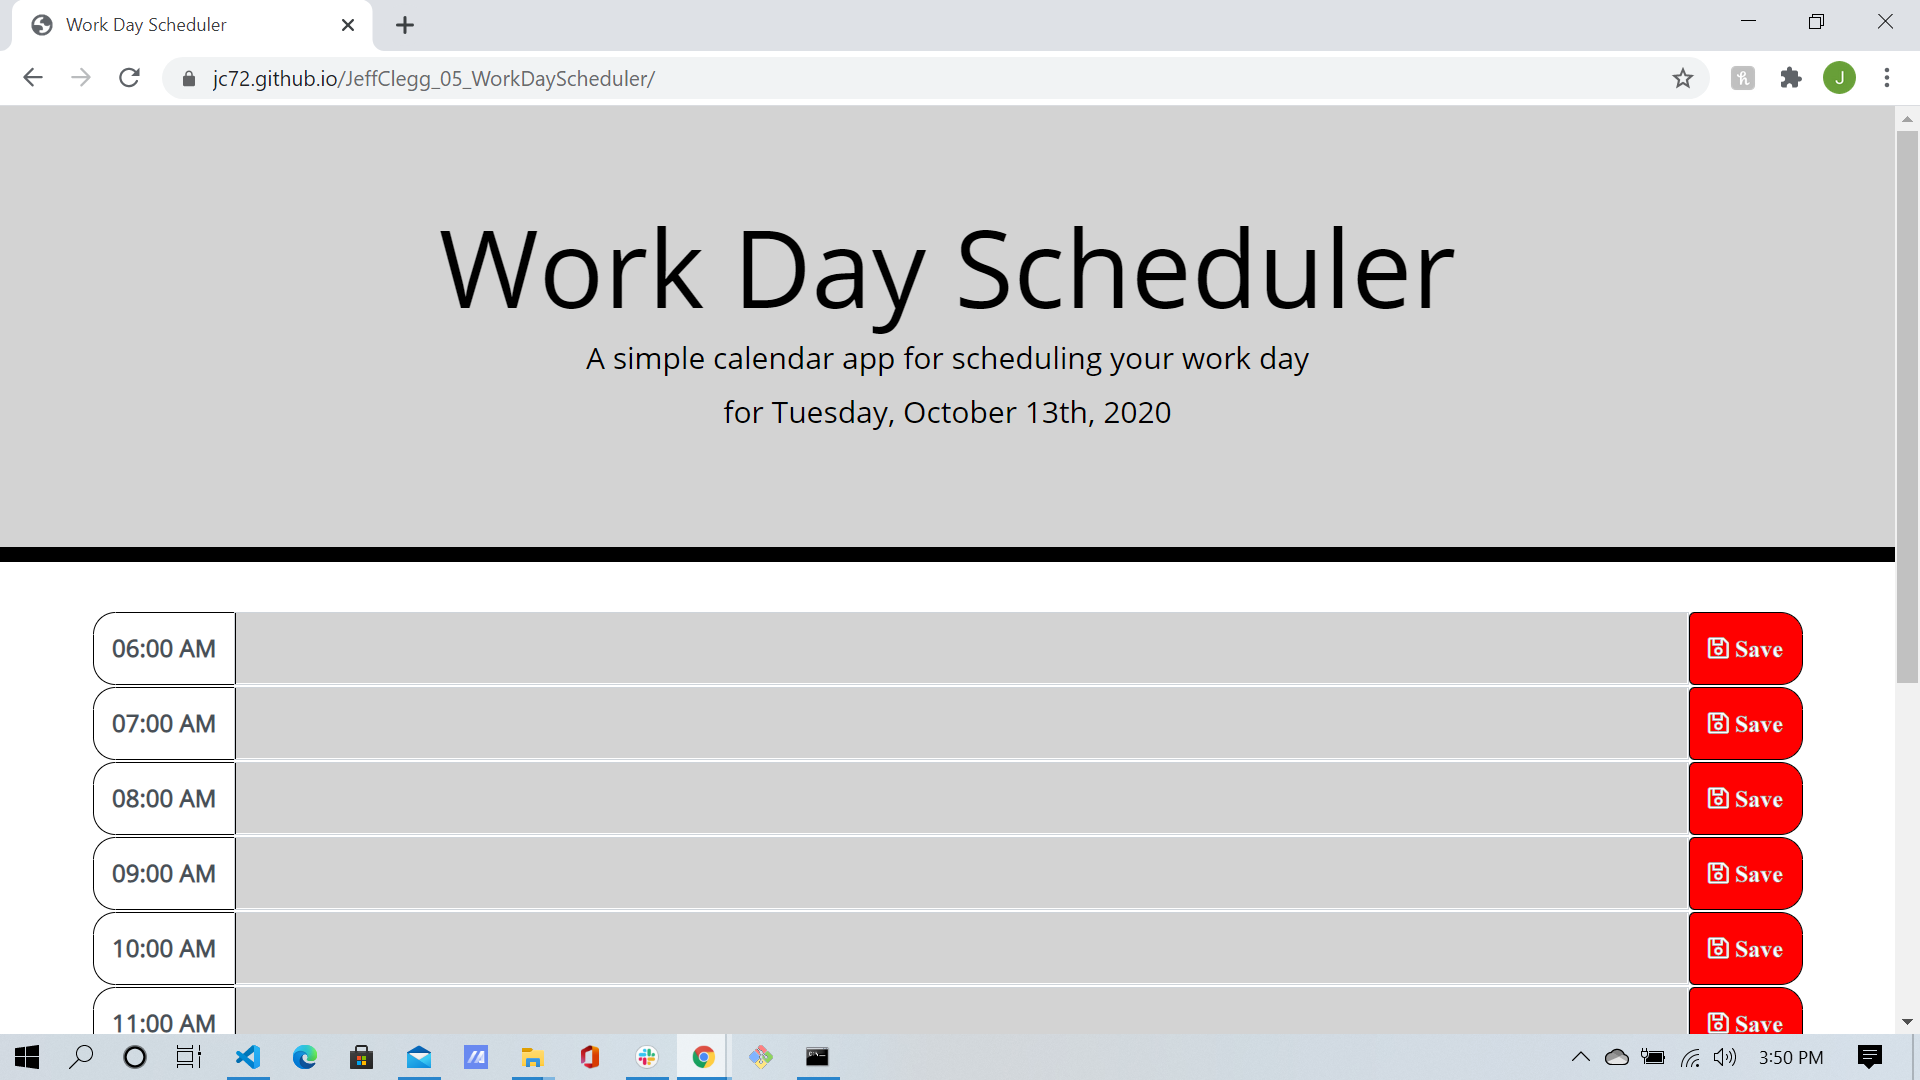 Work Day Scheduler
jc72.github.io/JeffClegg_05_WorkDayScheduler/
J
Work Day Scheduler
A simple calendar app for scheduling your work day
for Tuesday, October 13th, 2020
06:00 AM Save
07:00 AM Save
08:00 AM Save
09:00 AM Save
10:00 AM Save
11:00 AM Save
3:50 PM